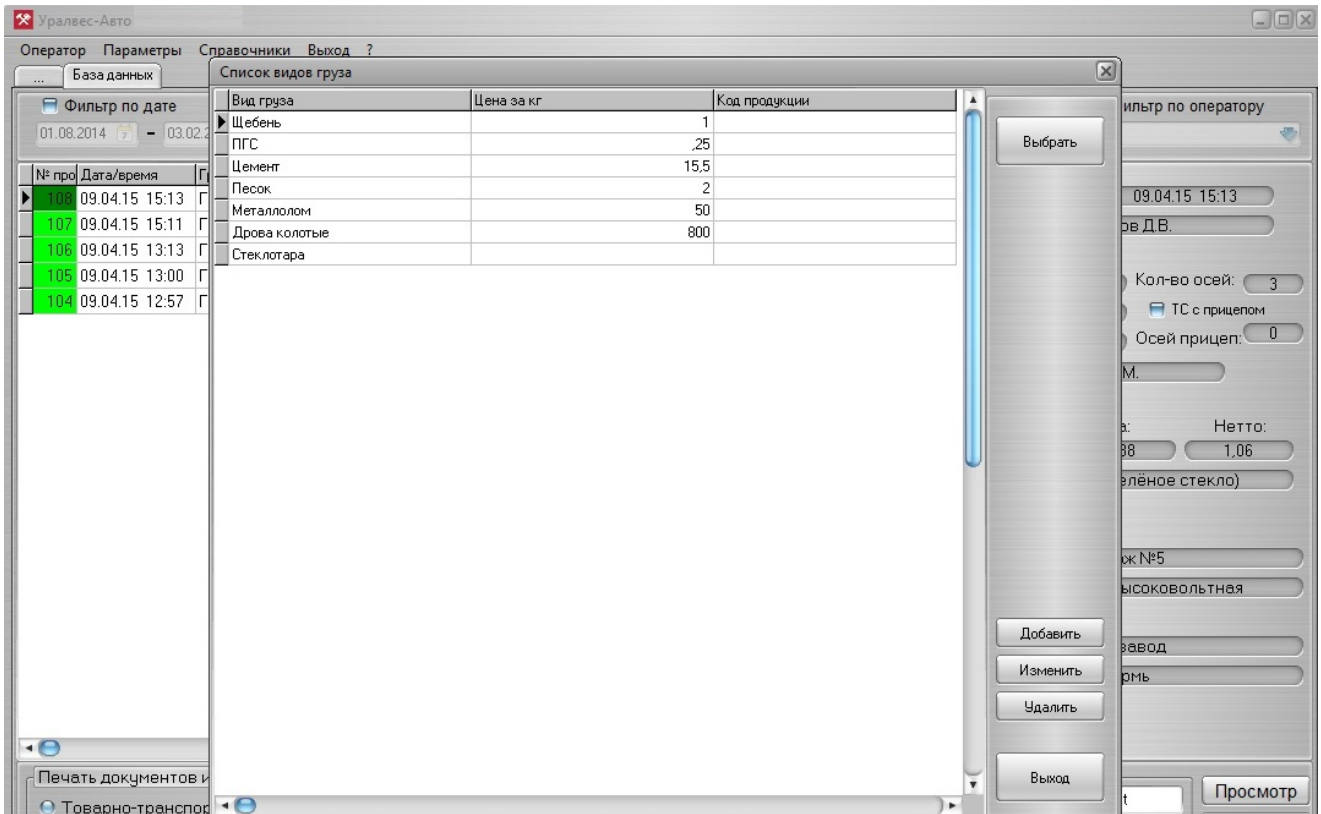 Уралвес-Авто
Оператор Параметры Справочники Выход ?
... База данных
Фильтр по дате
01.08.2014 7 - 03.02.2
№ про Дата/время
108 09.04.15 15:13
107 09.04.15 15:11
106 09.04.15 13:13
105 09.04.15 13:00
104 09.04.15 12:57
Печать документов и
Товарно-транспор
Список видов груза
Вид груза Цена за кг Код продукции
Щебень 1
ПГС ,25
Цемент 15,5
Песок 2
Металлолом 50
Дрова колотые 800
Стеклотара
Выбрать
Добавить
Изменить
Удалить
Выход
ильтр по оператору
09.04.15 15:13
ов Д.В.
Кол-во осей: 3
ТС с прицепом
Осей прицеп: 0
М.
а: Нетто:
38 1,06
елёное стекло)
ж №5
ысоковольтная
завод
рмь
t Просмотр